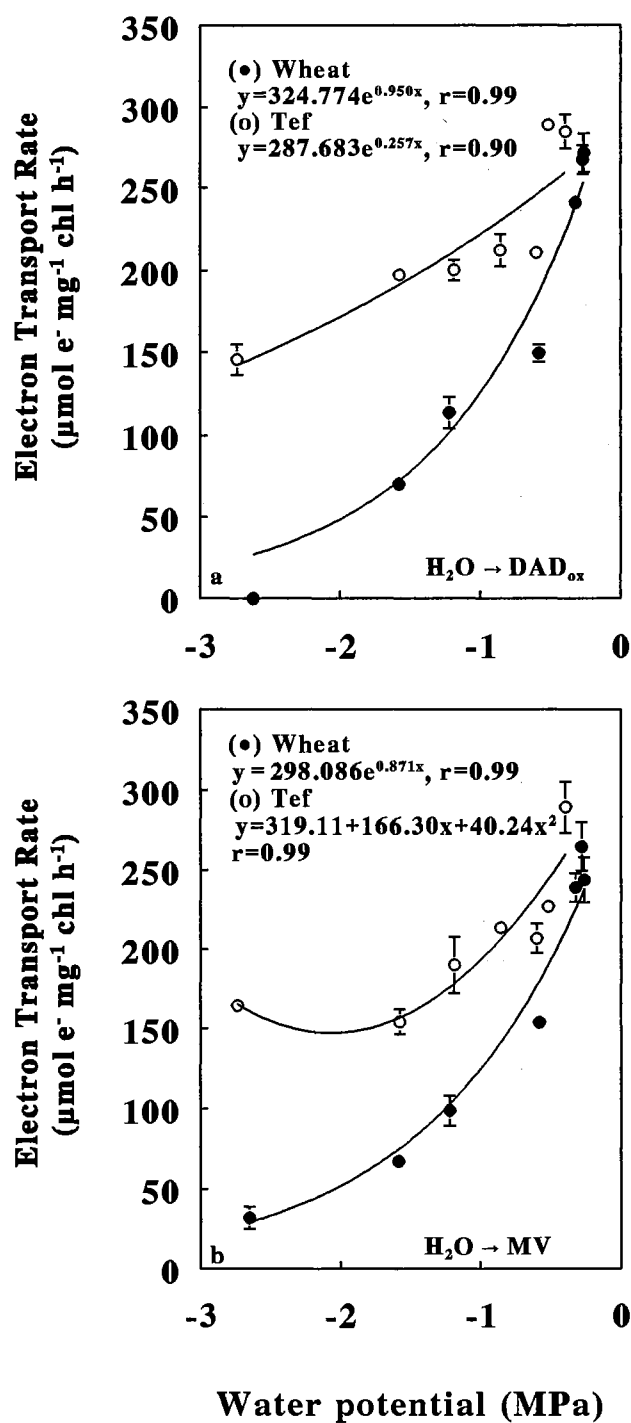 350
300
250
200
150
100
50
0
Electron Transport Rate
(μmol e⁻ mg⁻¹ chl h⁻¹)
(●) Wheat
y=324.774e^0.950x, r=0.99
(o) Tef
y=287.683e^0.257x, r=0.90
a
H₂O → DADₒₓ
-3 -2 -1 0
350
300
250
200
150
100
50
0
Electron Transport Rate
(μmol e⁻ mg⁻¹ chl h⁻¹)
(●) Wheat
y=298.086e^0.871x, r=0.99
(o) Tef
y=319.11+166.30x+40.24x²
r=0.99
b
H₂O → MV
-3 -2 -1 0
Water potential (MPa)